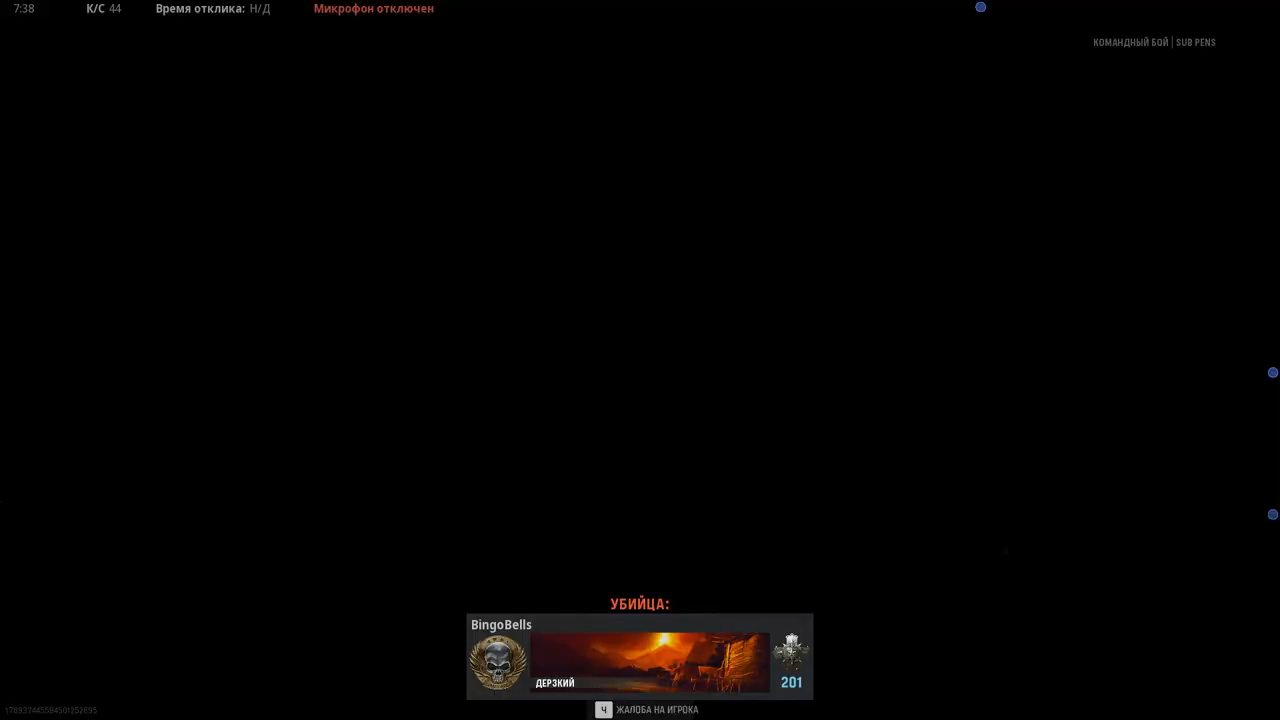 7:38 К/С 44 Время отклика: Н/Д Микрофон отключен
КОМАНДНЫЙ БОЙ | SUB PENS
УБИЙЦА:
BingoBells
ДЕРЗКИЙ
201
Ч ЖАЛОБА НА ИГРОКА